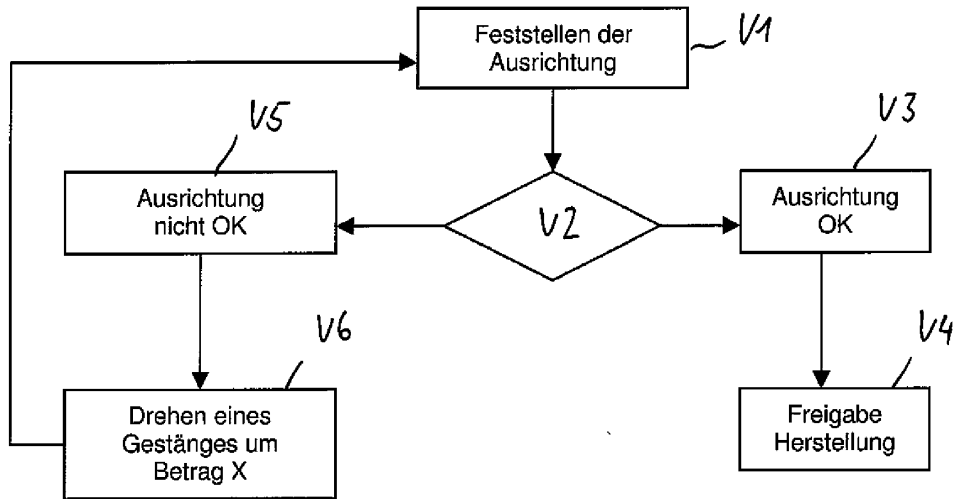 Feststellen der
Ausrichtung
V1
V5
V3
Ausrichtung
nicht OK
V2
Ausrichtung
OK
V6
V4
Drehen eines
Gestänges um
Betrag X
Freigabe
Herstellung